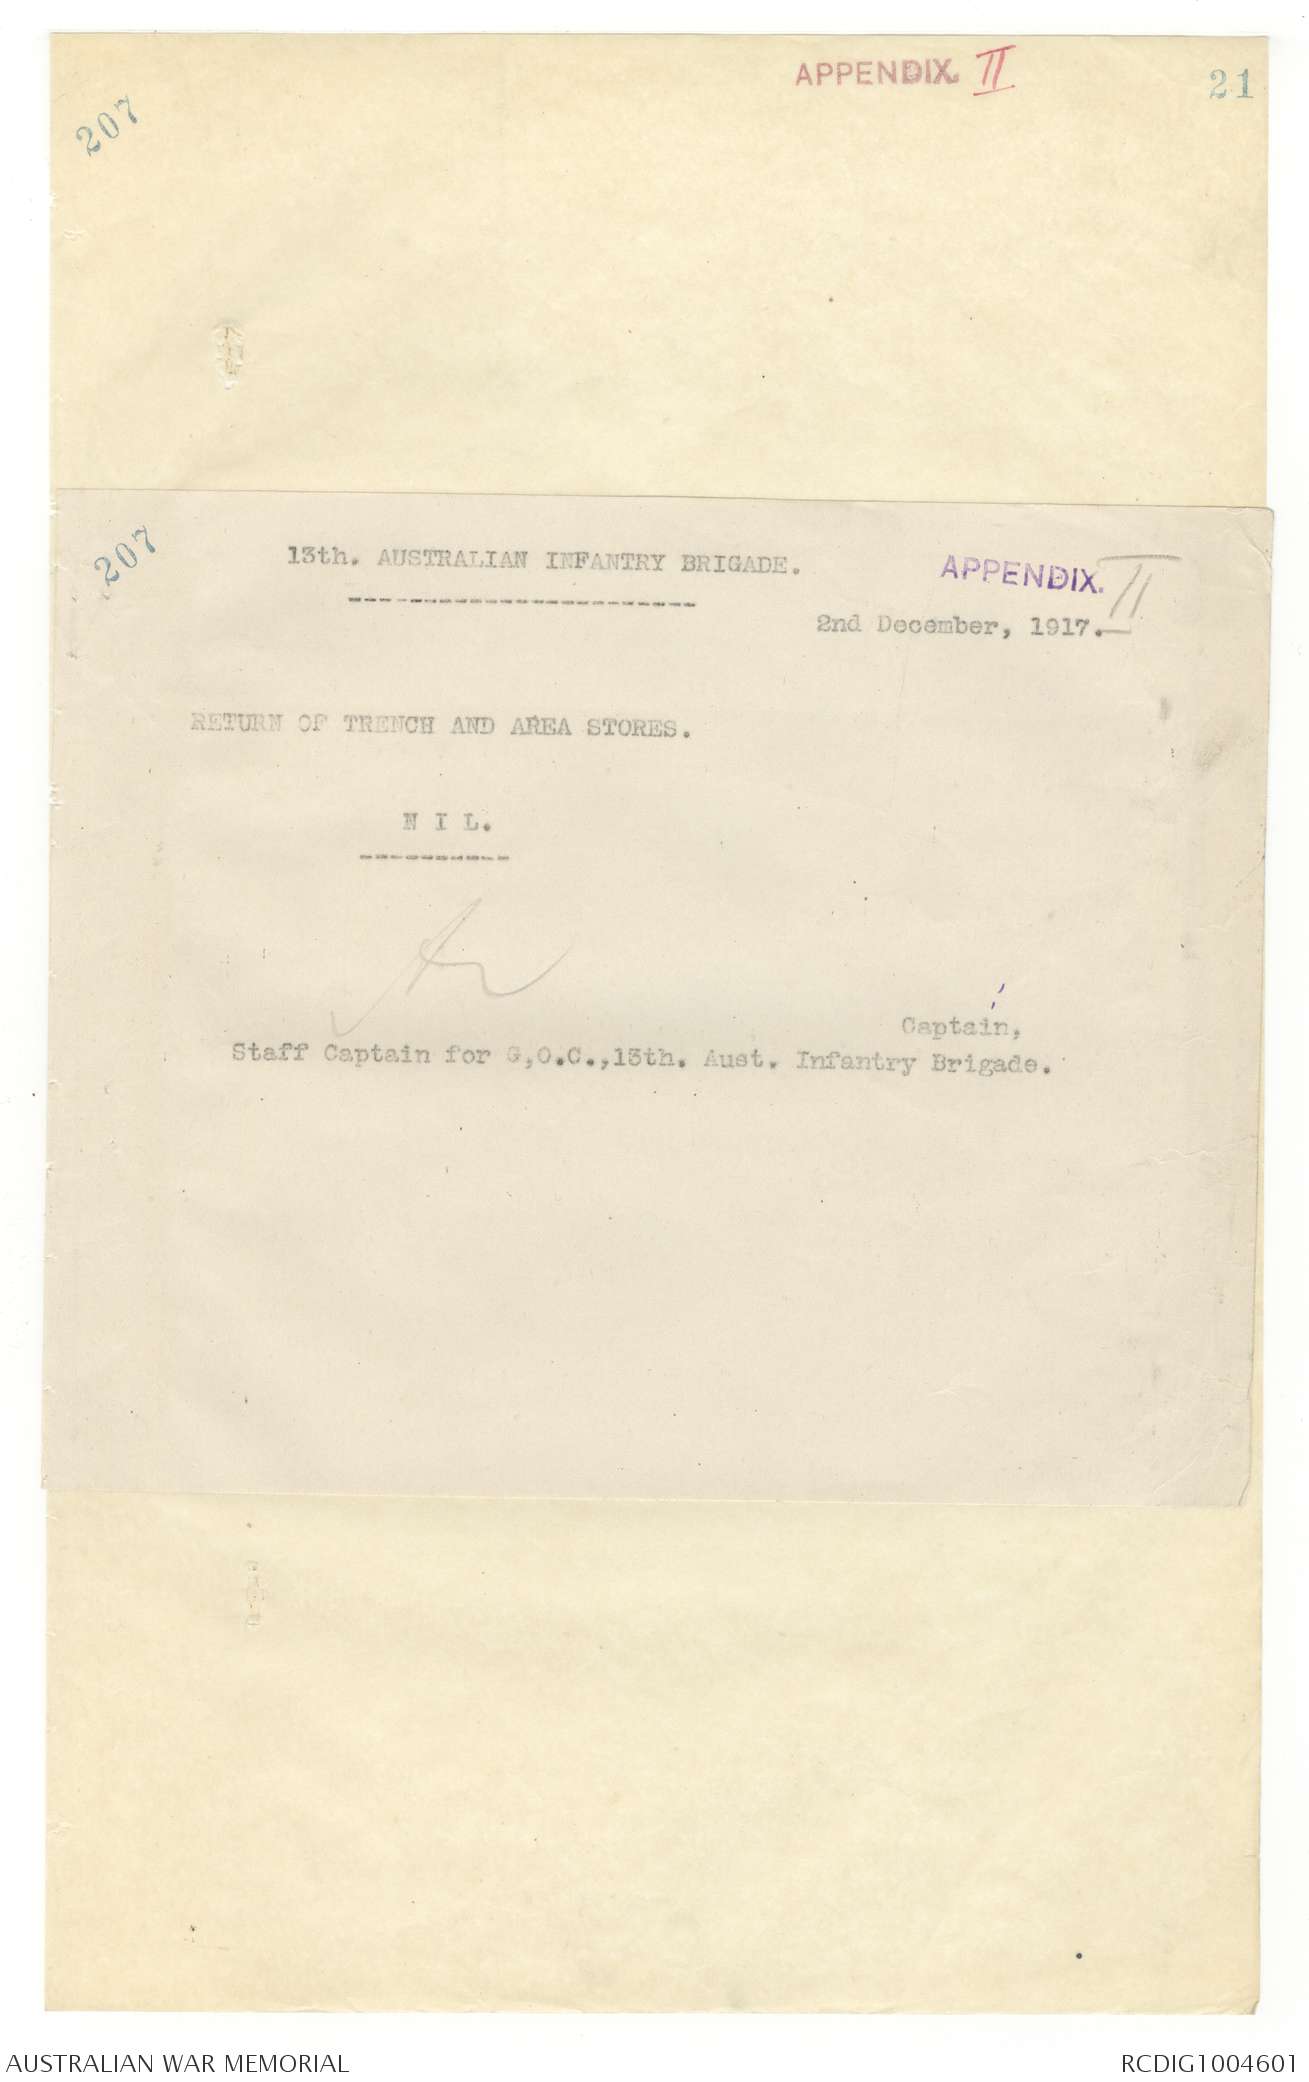 APPENDIX. II
21
207
207
13th. AUSTRALIAN INFANTRY BRIGADE.
APPENDIX. II
2nd December, 1917.
RETURN OF TRENCH AND AREA STORES.
N I L.
Captain,
Staff Captain for G,O.C.,13th. Aust. Infantry Brigade.
AUSTRALIAN WAR MEMORIAL
RCDIG1004601